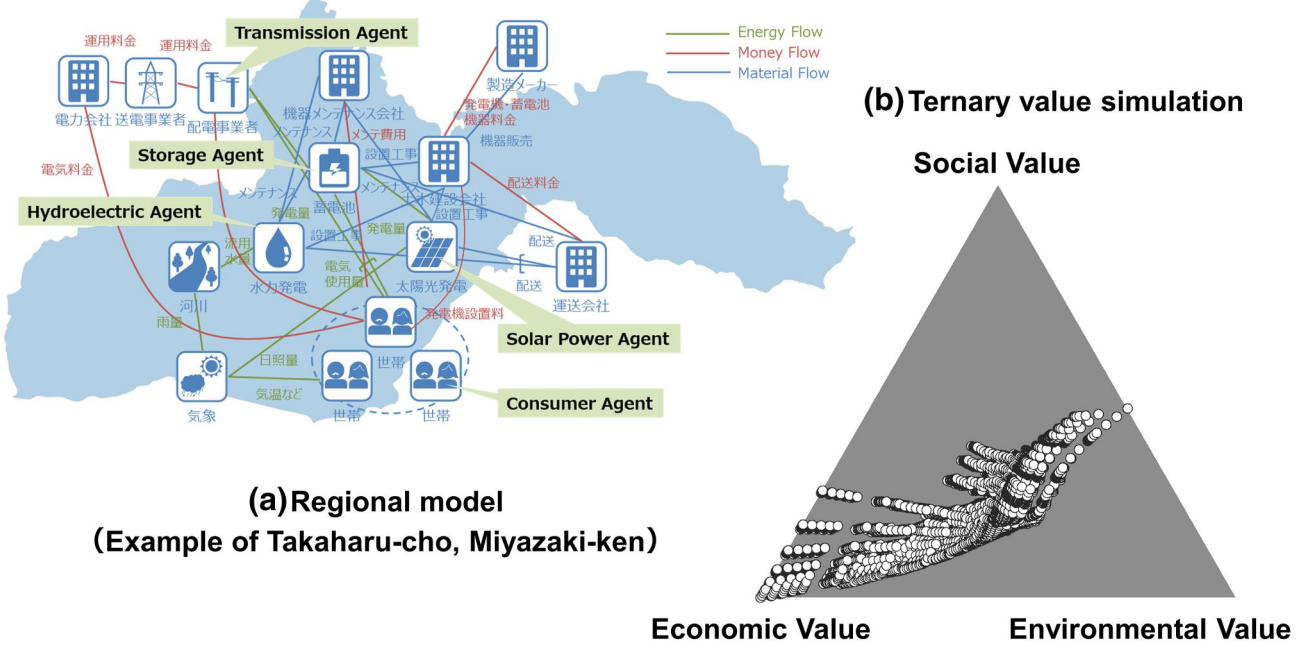 Transmission Agent
Energy Flow
Money Flow
Material Flow
運用料金
運用料金
電力会社
送電事業者
配電事業者
機器メンテナンス会社
製造メーカー
発電機・蓄電池
機器料金
機器販売
メンテナンス
メンテ費用
設置工事
Storage Agent
電気料金
メンテナンス
メンテナンス
蓄電池
土木建設会社
設置工事
配送料金
Hydroelectric Agent
発電量
発電量
流用
水量
設置工事
電気
使用量
配送
配送
河川
水力発電
太陽光発電
運送会社
雨量
発電機設置料
Solar Power Agent
世帯
日照量
気温など
気象
世帯
世帯
Consumer Agent
(a)Regional model
(Example of Takaharu-cho, Miyazaki-ken)
(b)Ternary value simulation
Social Value
Economic Value
Environmental Value